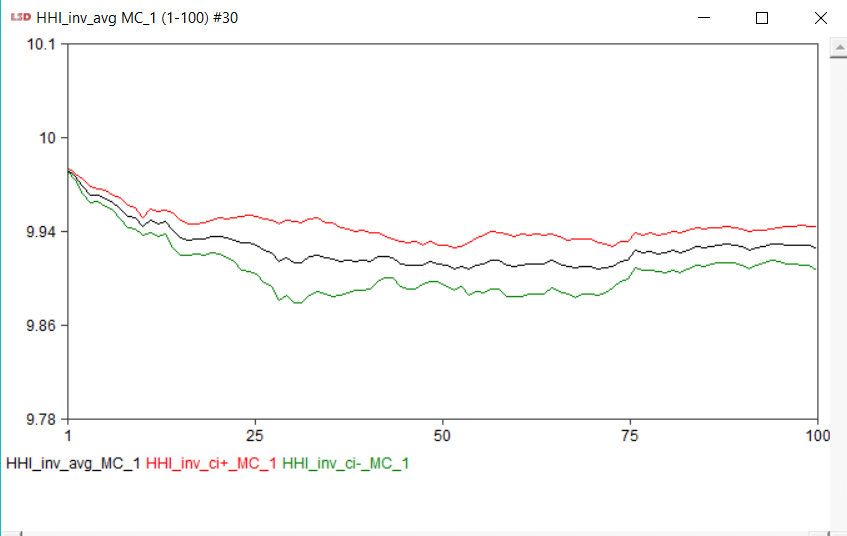 LSD HHI_inv_avg MC_1 (1-100) #30
10.1
10
9.94
9.86
9.78
1 25 50 75 100
HHI_inv_avg_MC_1 HHI_inv_ci+_MC_1 HHI_inv_ci-_MC_1